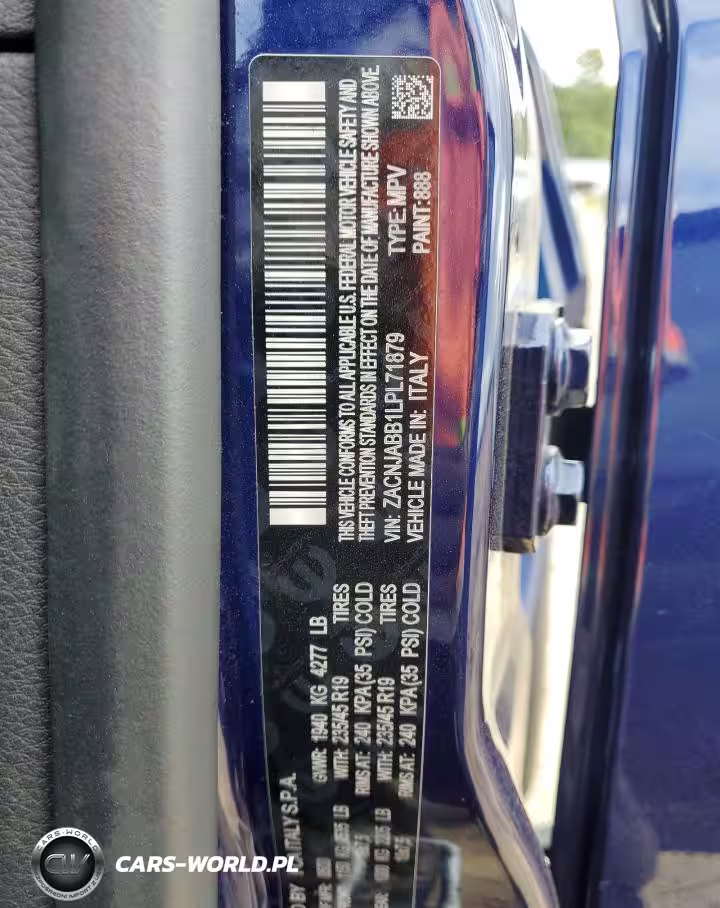 ITALY S.P.A.
GVWR: 1940 KG 4277 LB
WITH: 235/45 R19 TIRES
RIMS AT: 240 KPA(35 PSI) COLD
WITH: 235/45 R19 TIRES
RIMS AT: 240 KPA(35 PSI) COLD
THIS VEHICLE CONFORMS TO ALL APPLICABLE U.S. FEDERAL MOTOR VEHICLE SAFETY AND
THEFT PREVENTION STANDARDS IN EFFECT ON THE DATE OF MANUFACTURE SHOWN ABOVE.
VIN: ZACNJABB1LPL71879 TYPE: MPV
VEHICLE MADE IN: ITALY PAINT: 888
CARS-WORLD
CW
CARS-WORLD.PL